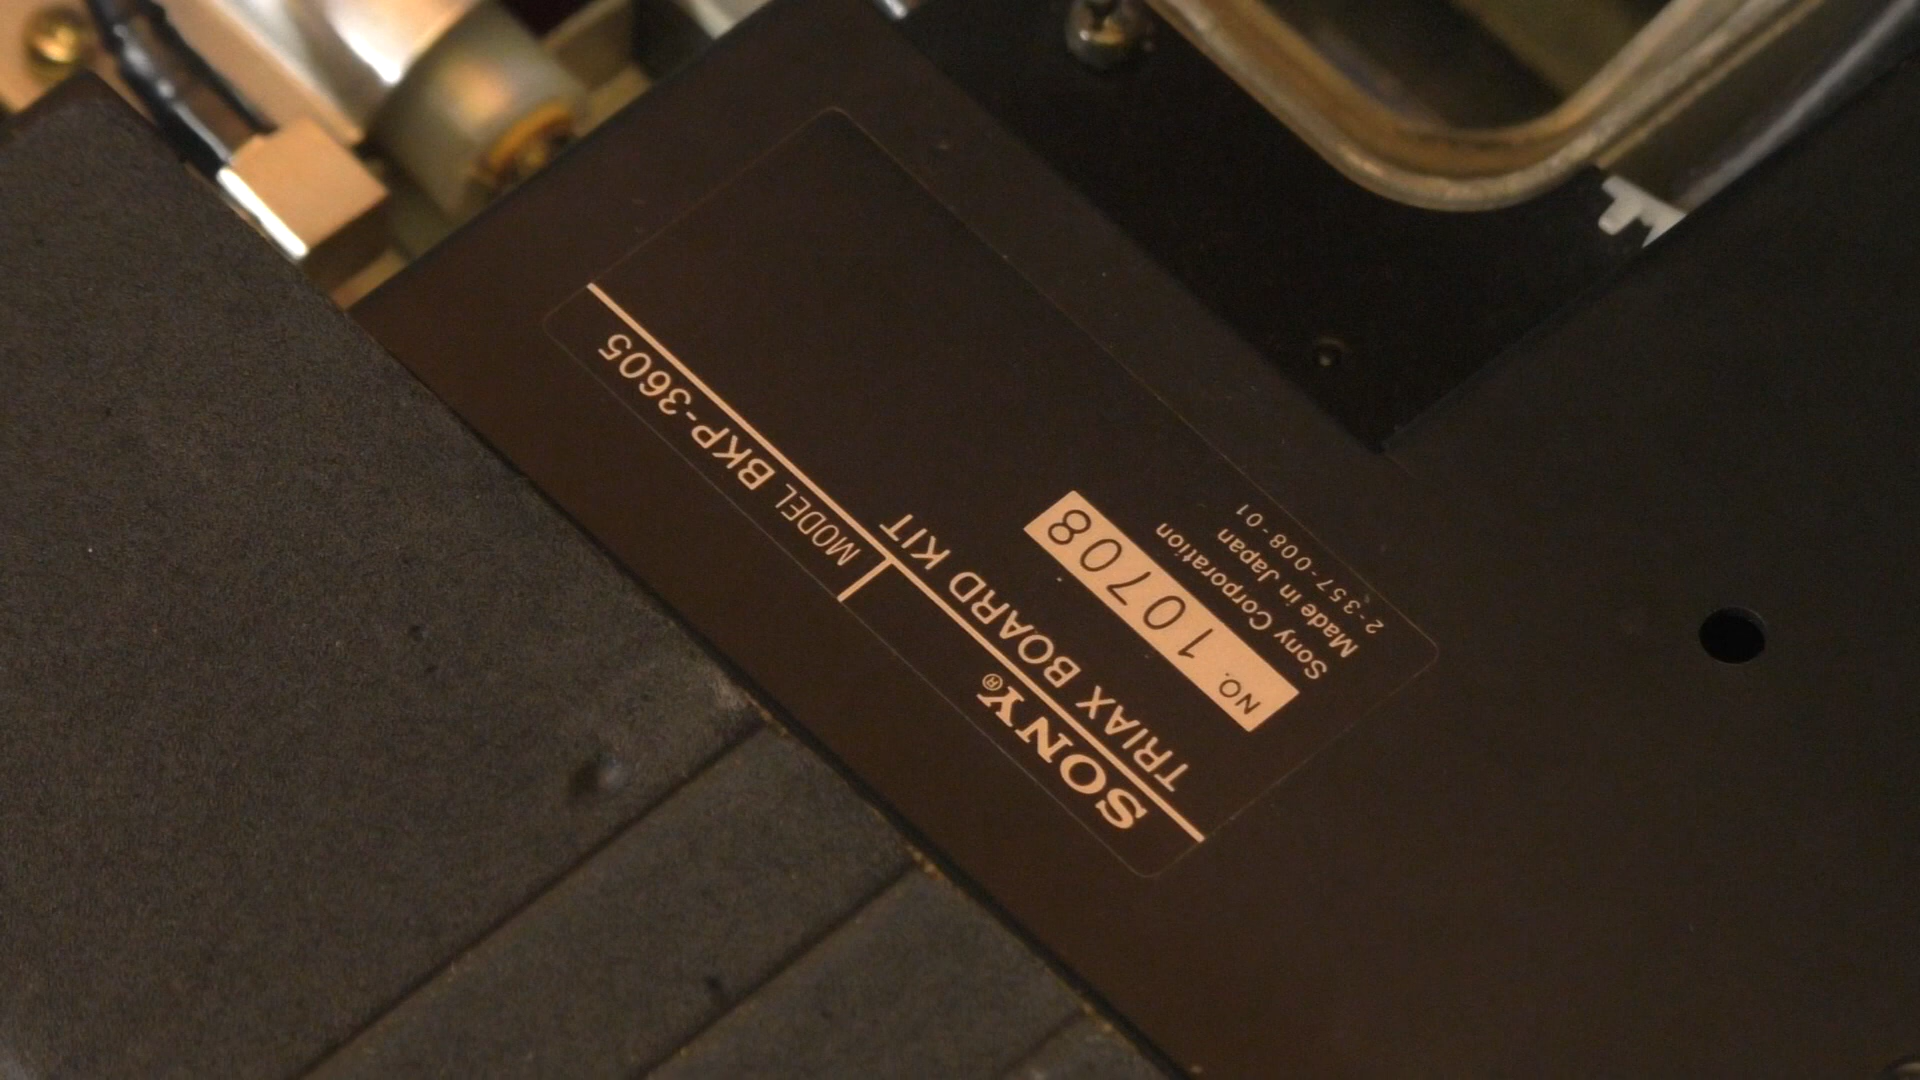 SONY® MODEL BKP-3605
TRIAX BOARD KIT
NO. 10708
Sony Corporation
Made in Japan
2-357-008-01